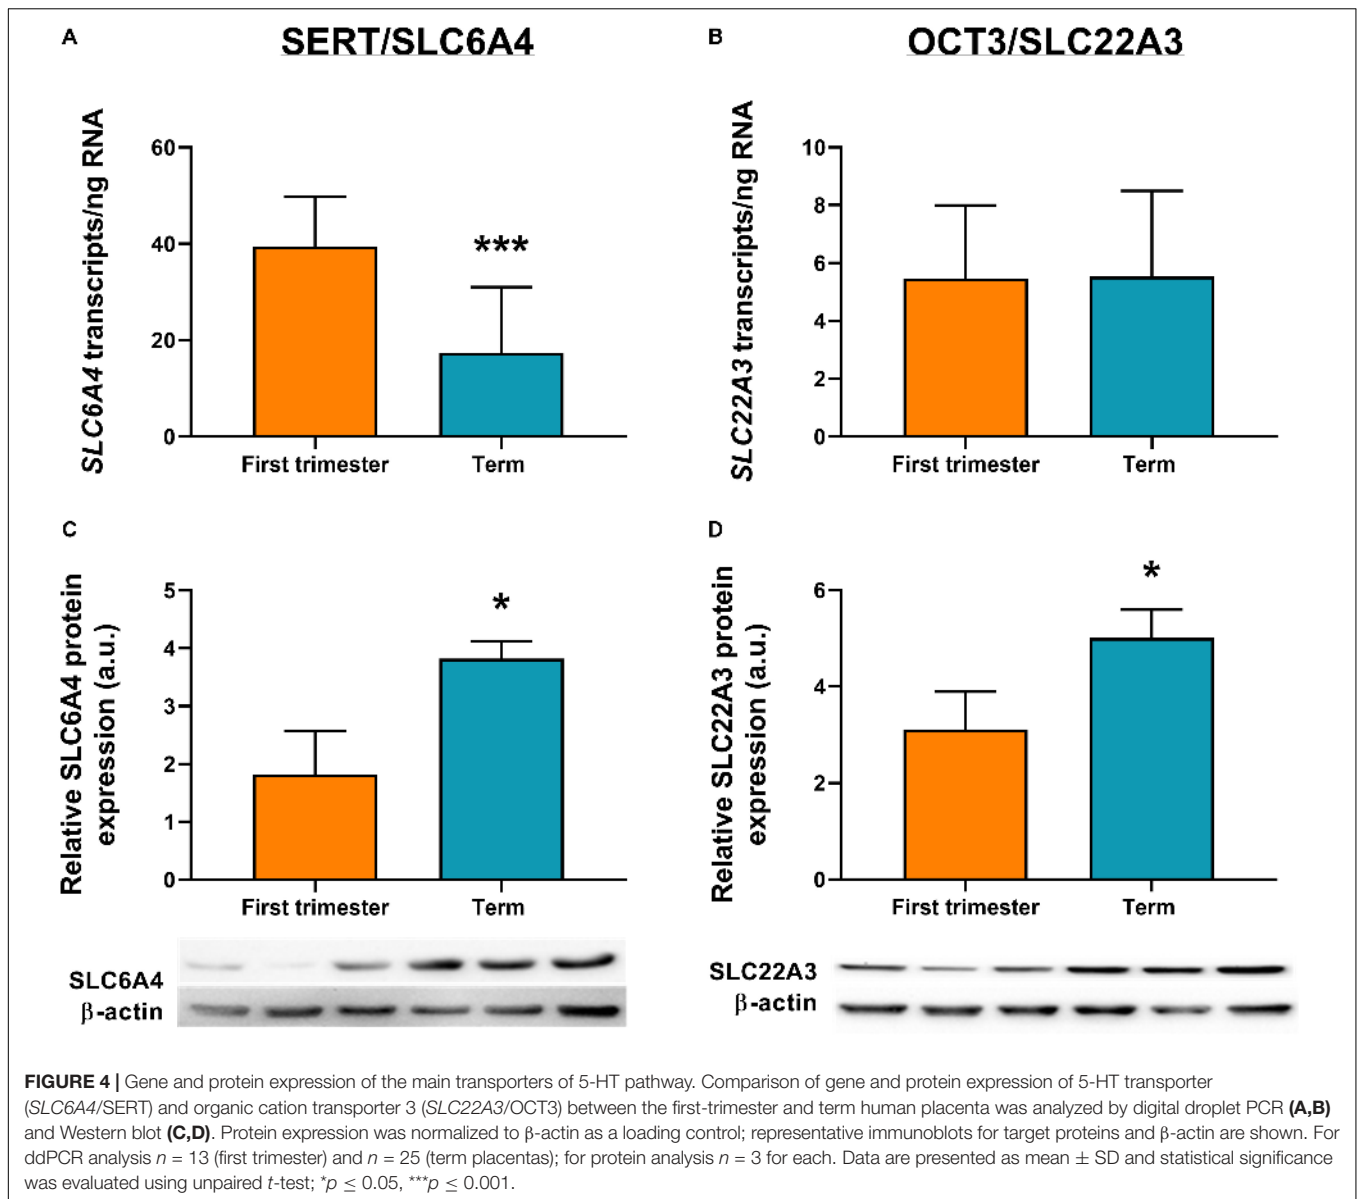 A
SERT/SLC6A4
SLC6A4 transcripts/ng RNA
60
40
20
0
***
First trimester
Term
B
OCT3/SLC22A3
SLC22A3 transcripts/ng RNA
10
8
6
4
2
0
First trimester
Term
C
Relative SLC6A4 protein
expression (a.u.)
5
4
3
2
1
0
*
First trimester
Term
SLC6A4
β-actin
D
Relative SLC22A3 protein
expression (a.u.)
6
4
2
0
*
First trimester
Term
SLC22A3
β-actin
FIGURE 4 | Gene and protein expression of the main transporters of 5-HT pathway. Comparison of gene and protein expression of 5-HT transporter
(SLC6A4/SERT) and organic cation transporter 3 (SLC22A3/OCT3) between the first-trimester and term human placenta was analyzed by digital droplet PCR (A,B)
and Western blot (C,D). Protein expression was normalized to β-actin as a loading control; representative immunoblots for target proteins and β-actin are shown. For
ddPCR analysis n = 13 (first trimester) and n = 25 (term placentas); for protein analysis n = 3 for each. Data are presented as mean ± SD and statistical significance
was evaluated using unpaired t-test; *p ≤ 0.05, ***p ≤ 0.001.